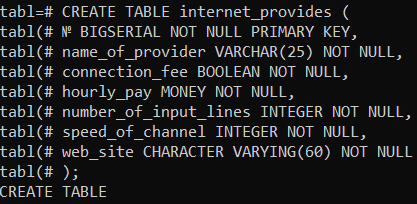 tabl=# CREATE TABLE internet_provides (
tabl(# № BIGSERIAL NOT NULL PRIMARY KEY,
tabl(# name_of_provider VARCHAR(25) NOT NULL,
tabl(# connection_fee BOOLEAN NOT NULL,
tabl(# hourly_pay MONEY NOT NULL,
tabl(# number_of_input_lines INTEGER NOT NULL,
tabl(# speed_of_channel INTEGER NOT NULL,
tabl(# web_site CHARACTER VARYING(60) NOT NULL
tabl(# );
CREATE TABLE